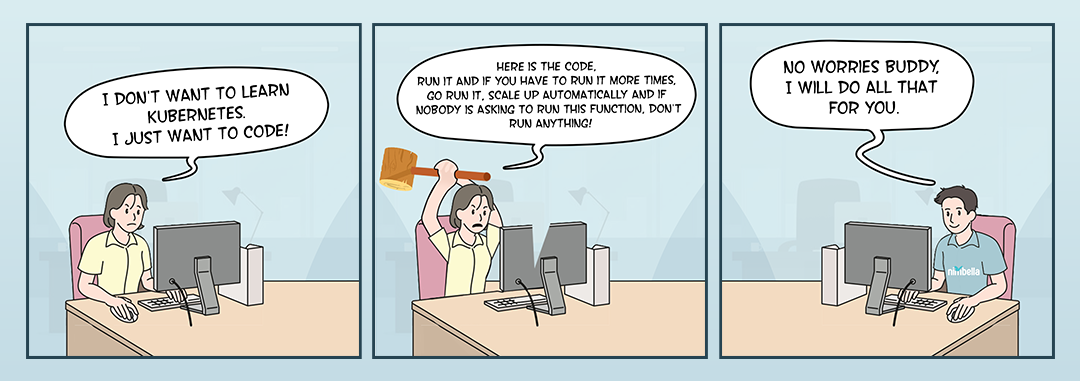 I DON'T WANT TO LEARN
KUBERNETES.
I JUST WANT TO CODE!
HERE IS THE CODE,
RUN IT AND IF YOU HAVE TO RUN IT MORE TIMES,
GO RUN IT, SCALE UP AUTOMATICALLY AND IF
NOBODY IS ASKING TO RUN THIS FUNCTION, DON'T
RUN ANYTHING!
NO WORRIES BUDDY,
I WILL DO ALL THAT
FOR YOU.
nimbella